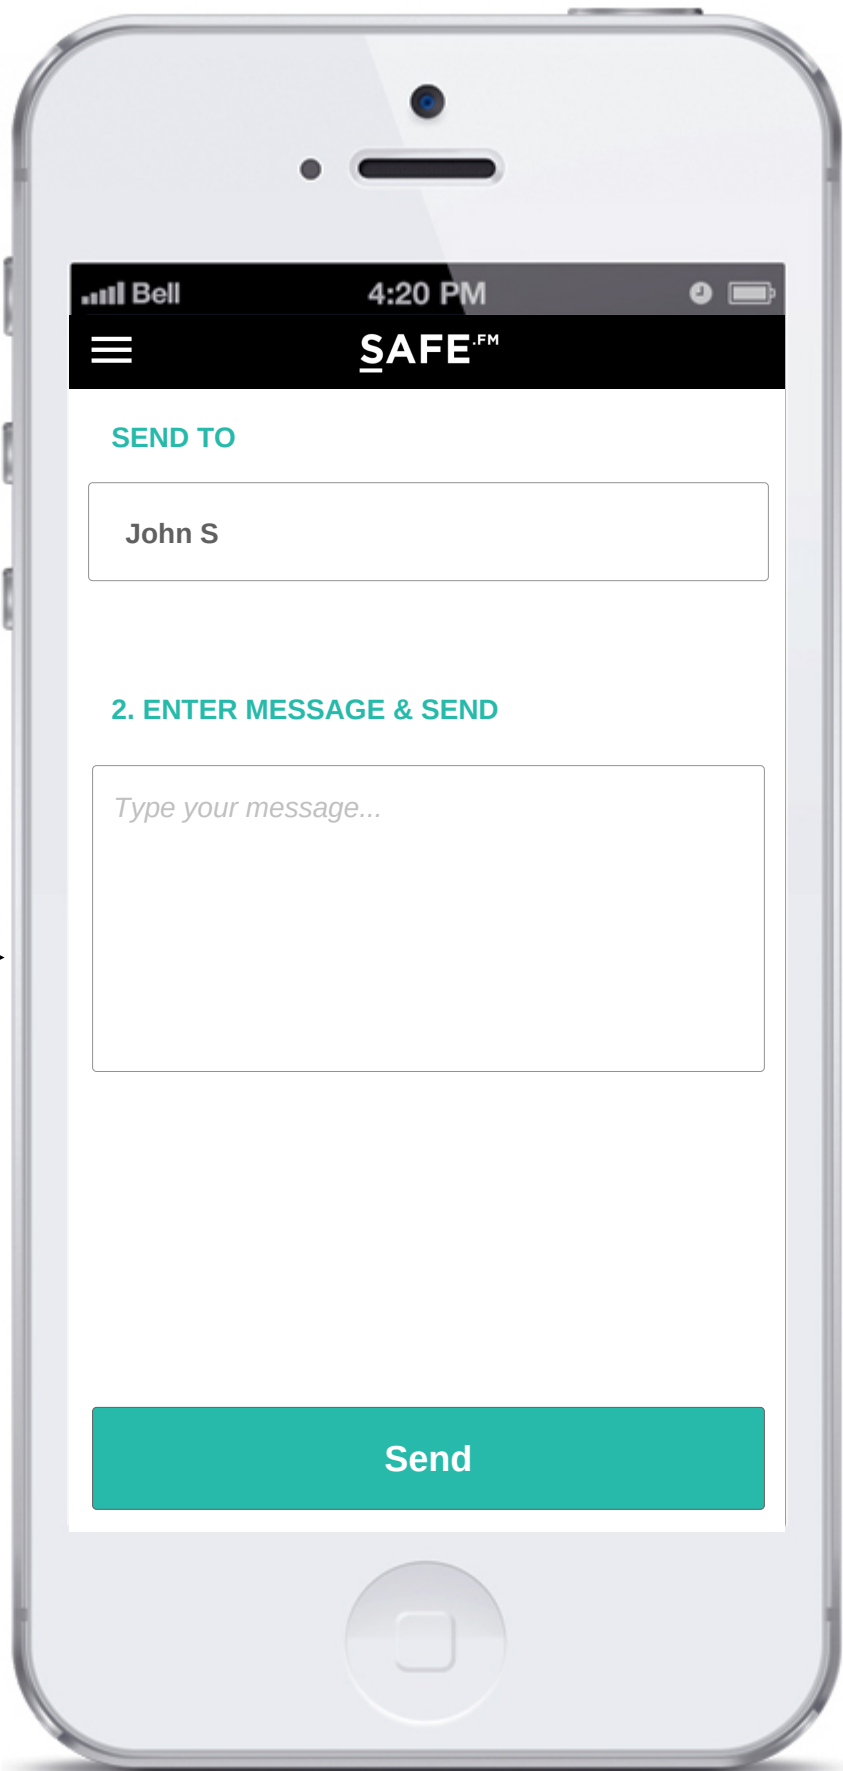 Bell 4:20 PM
SAFE.FM
SEND TO
John S
2. ENTER MESSAGE & SEND
Type your message...
Send